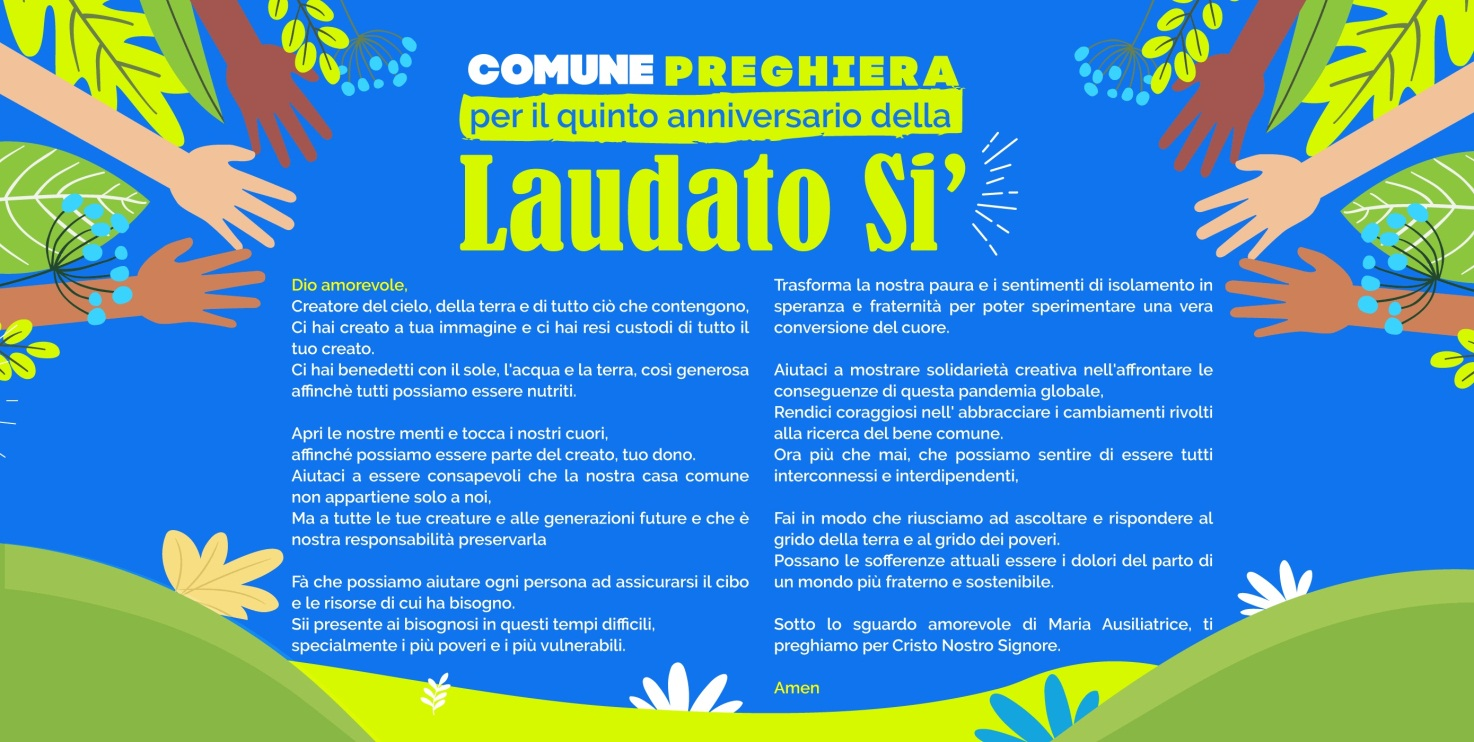 COMUNE PREGHIERA
per il quinto anniversario della
Laudato Si'
Dio amorevole,
Creatore del cielo, della terra e di tutto ciò che contengono,
Ci hai creato a tua immagine e ci hai resi custodi di tutto il
tuo creato.
Ci hai benedetti con il sole, l'acqua e la terra, così generosa
affinchè tutti possiamo essere nutriti.
Apri le nostre menti e tocca i nostri cuori,
affinché possiamo essere parte del creato, tuo dono.
Aiutaci a essere consapevoli che la nostra casa comune
non appartiene solo a noi,
Ma a tutte le tue creature e alle generazioni future e che è
nostra responsabilità preservarla
Fà che possiamo aiutare ogni persona ad assicurarsi il cibo
e le risorse di cui ha bisogno.
Sii presente ai bisognosi in questi tempi difficili,
specialmente i più poveri e i più vulnerabili.
Trasforma la nostra paura e i sentimenti di isolamento in
speranza e fraternità per poter sperimentare una vera
conversione del cuore.
Aiutaci a mostrare solidarietà creativa nell'affrontare le
conseguenze di questa pandemia globale,
Rendici coraggiosi nell' abbracciare i cambiamenti rivolti
alla ricerca del bene comune.
Ora più che mai, che possiamo sentire di essere tutti
interconnessi e interdipendenti,
Fai in modo che riusciamo ad ascoltare e rispondere al
grido della terra e al grido dei poveri.
Possano le sofferenze attuali essere i dolori del parto di
un mondo più fraterno e sostenibile.
Sotto lo sguardo amorevole di Maria Ausiliatrice, ti
preghiamo per Cristo Nostro Signore.
Amen